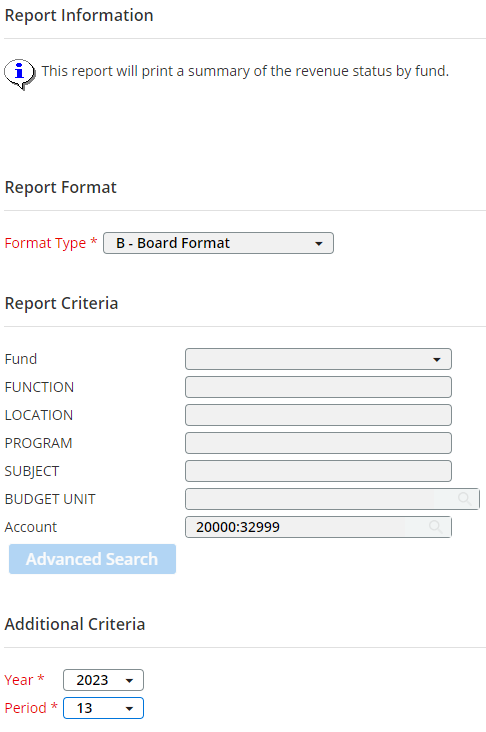 Report Information
This report will print a summary of the revenue status by fund.
Report Format
Format Type * B - Board Format
Report Criteria
Fund
FUNCTION
LOCATION
PROGRAM
SUBJECT
BUDGET UNIT
Account 20000:32999
Advanced Search
Additional Criteria
Year * 2023
Period * 13